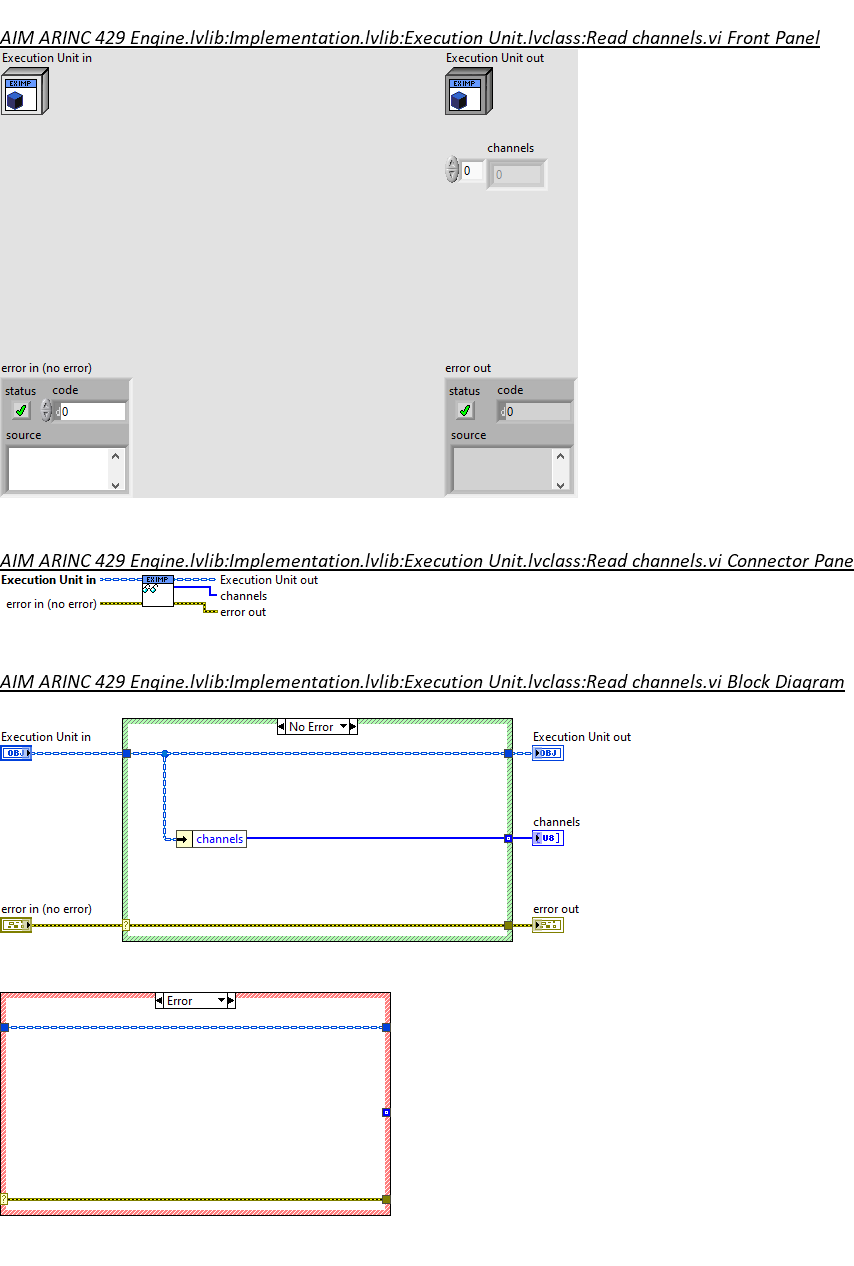 AIM ARINC 429 Engine.lvlib:Implementation.lvlib:Execution Unit.lvclass:Read channels.vi Front Panel
Execution Unit in
Execution Unit out
EXIMP
EXIMP
channels
0
0
error in (no error)
error out
status
code
status
code
d
0
d
0
source
source
AIM ARINC 429 Engine.lvlib:Implementation.lvlib:Execution Unit.lvclass:Read channels.vi Connector Pane
Execution Unit in
EXIMP
Execution Unit out
channels
error in (no error)
error out
AIM ARINC 429 Engine.lvlib:Implementation.lvlib:Execution Unit.lvclass:Read channels.vi Block Diagram
No Error
Execution Unit in
Execution Unit out
OBJ
OBJ
channels
channels
U8]
error in (no error)
error out
?
Error
?